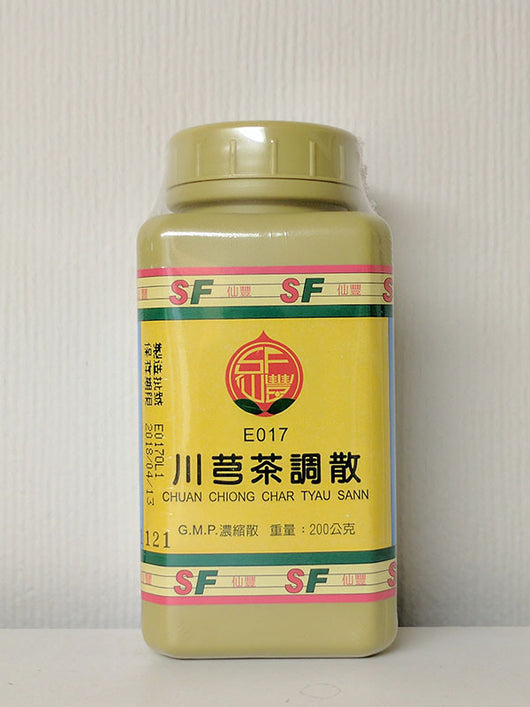 SF 仙豐 SF 仙豐
E017
川芎茶調散
CHUAN CHIONG CHAR TYAU SANN
G.M.P.濃縮散 重量：200公克
製造批號 E0170L1
保存期限 2018/04/13
121
SF 仙豐 SF 仙豐